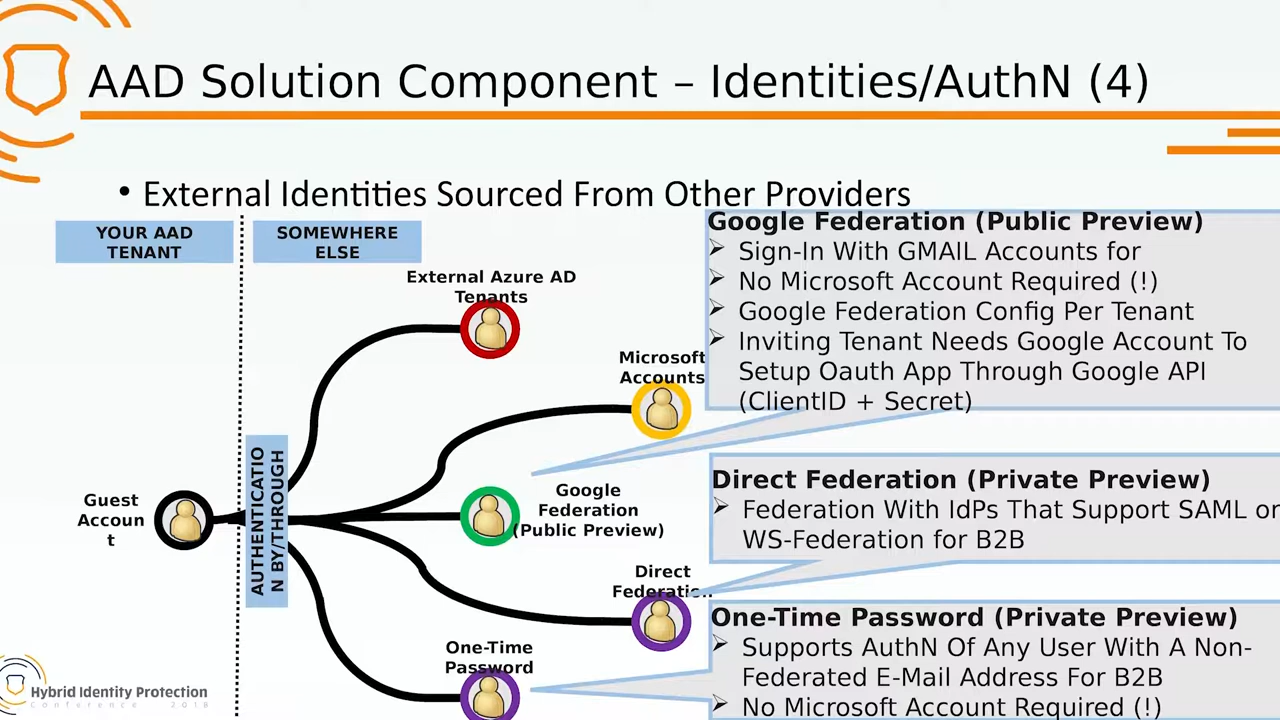 AAD Solution Component – Identities/AuthN (4)
• External Identities Sourced From Other Providers
YOUR AAD
TENANT
SOMEWHERE
ELSE
External Azure AD
Tenants
Microsoft
Accounts
Guest
Accoun
t
AUTHENTICATIO
N BY/THROUGH
Google
Federation
(Public Preview)
Direct
Federation
One-Time
Password
Google Federation (Public Preview)
➢ Sign-In With GMAIL Accounts for
➢ No Microsoft Account Required (!)
➢ Google Federation Config Per Tenant
➢ Inviting Tenant Needs Google Account To
Setup Oauth App Through Google API
(ClientID + Secret)
Direct Federation (Private Preview)
➢ Federation With IdPs That Support SAML or
WS-Federation for B2B
One-Time Password (Private Preview)
➢ Supports AuthN Of Any User With A Non-
Federated E-Mail Address For B2B
➢ No Microsoft Account Required (!)
Hybrid Identity Protection
Conference 2018